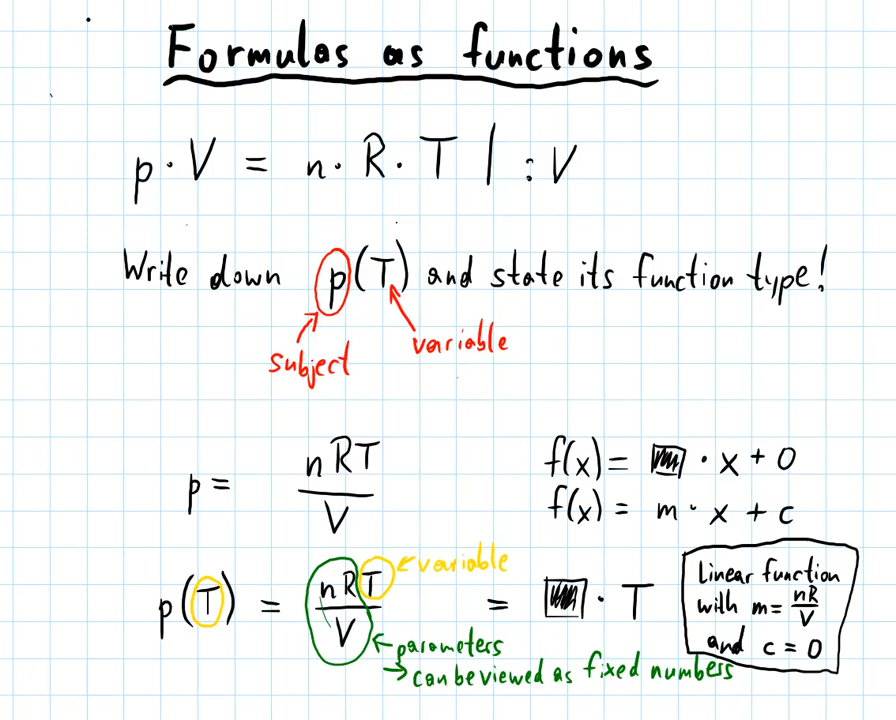 Formulas as functions
p · V = n · R · T | : V
Write down p(T) and state its function type!
subject
variable
p = nRT/V
f(x) = ▨ · x + 0
f(x) = m · x + c
p(T) = nRT/V = ▨ · T
variable
parameters
can be viewed as fixed numbers
Linear function
with m = nR/V
and c = 0